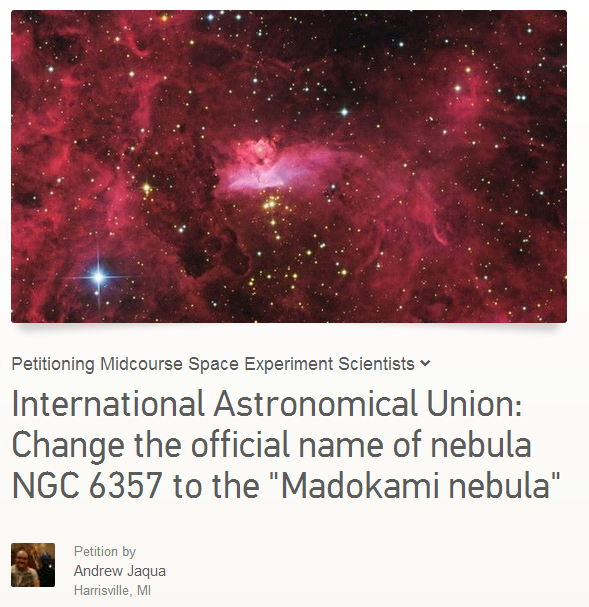 Petitioning Midcourse Space Experiment Scientists
International Astronomical Union:
Change the official name of nebula
NGC 6357 to the "Madokami nebula"
Petition by
Andrew Jaqua
Harrisville, MI